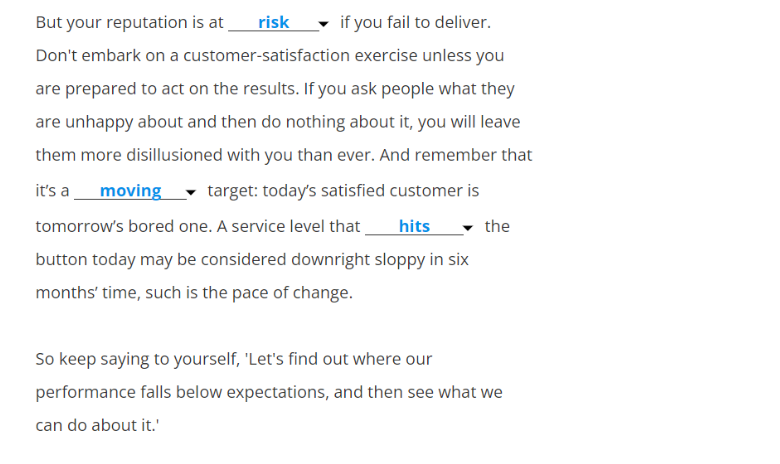 But your reputation is at risk if you fail to deliver.
Don't embark on a customer-satisfaction exercise unless you
are prepared to act on the results. If you ask people what they
are unhappy about and then do nothing about it, you will leave
them more disillusioned with you than ever. And remember that
it's a moving target: today's satisfied customer is
tomorrow's bored one. A service level that hits the
button today may be considered downright sloppy in six
months' time, such is the pace of change.
So keep saying to yourself, 'Let's find out where our
performance falls below expectations, and then see what we
can do about it.'